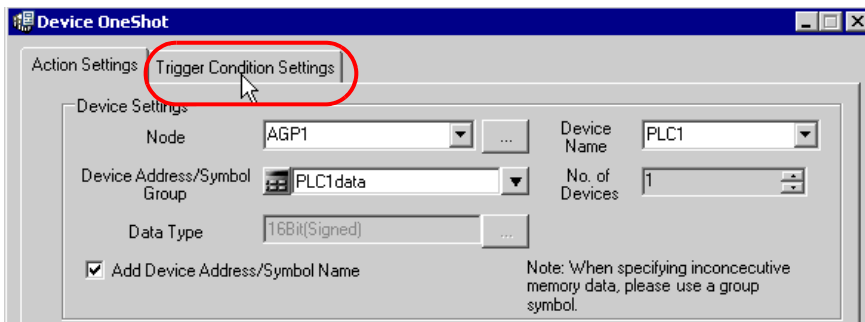 Device OneShot
Action Settings
Trigger Condition Settings
Device Settings
Node
AGP1
...
Device
Name
PLC1
Device Address/Symbol
Group
PLC1data
No. of
Devices
1
Data Type
16Bit(Signed)
...
Add Device Address/Symbol Name
Note: When specifying inconcecutive
memory data, please use a group
symbol.